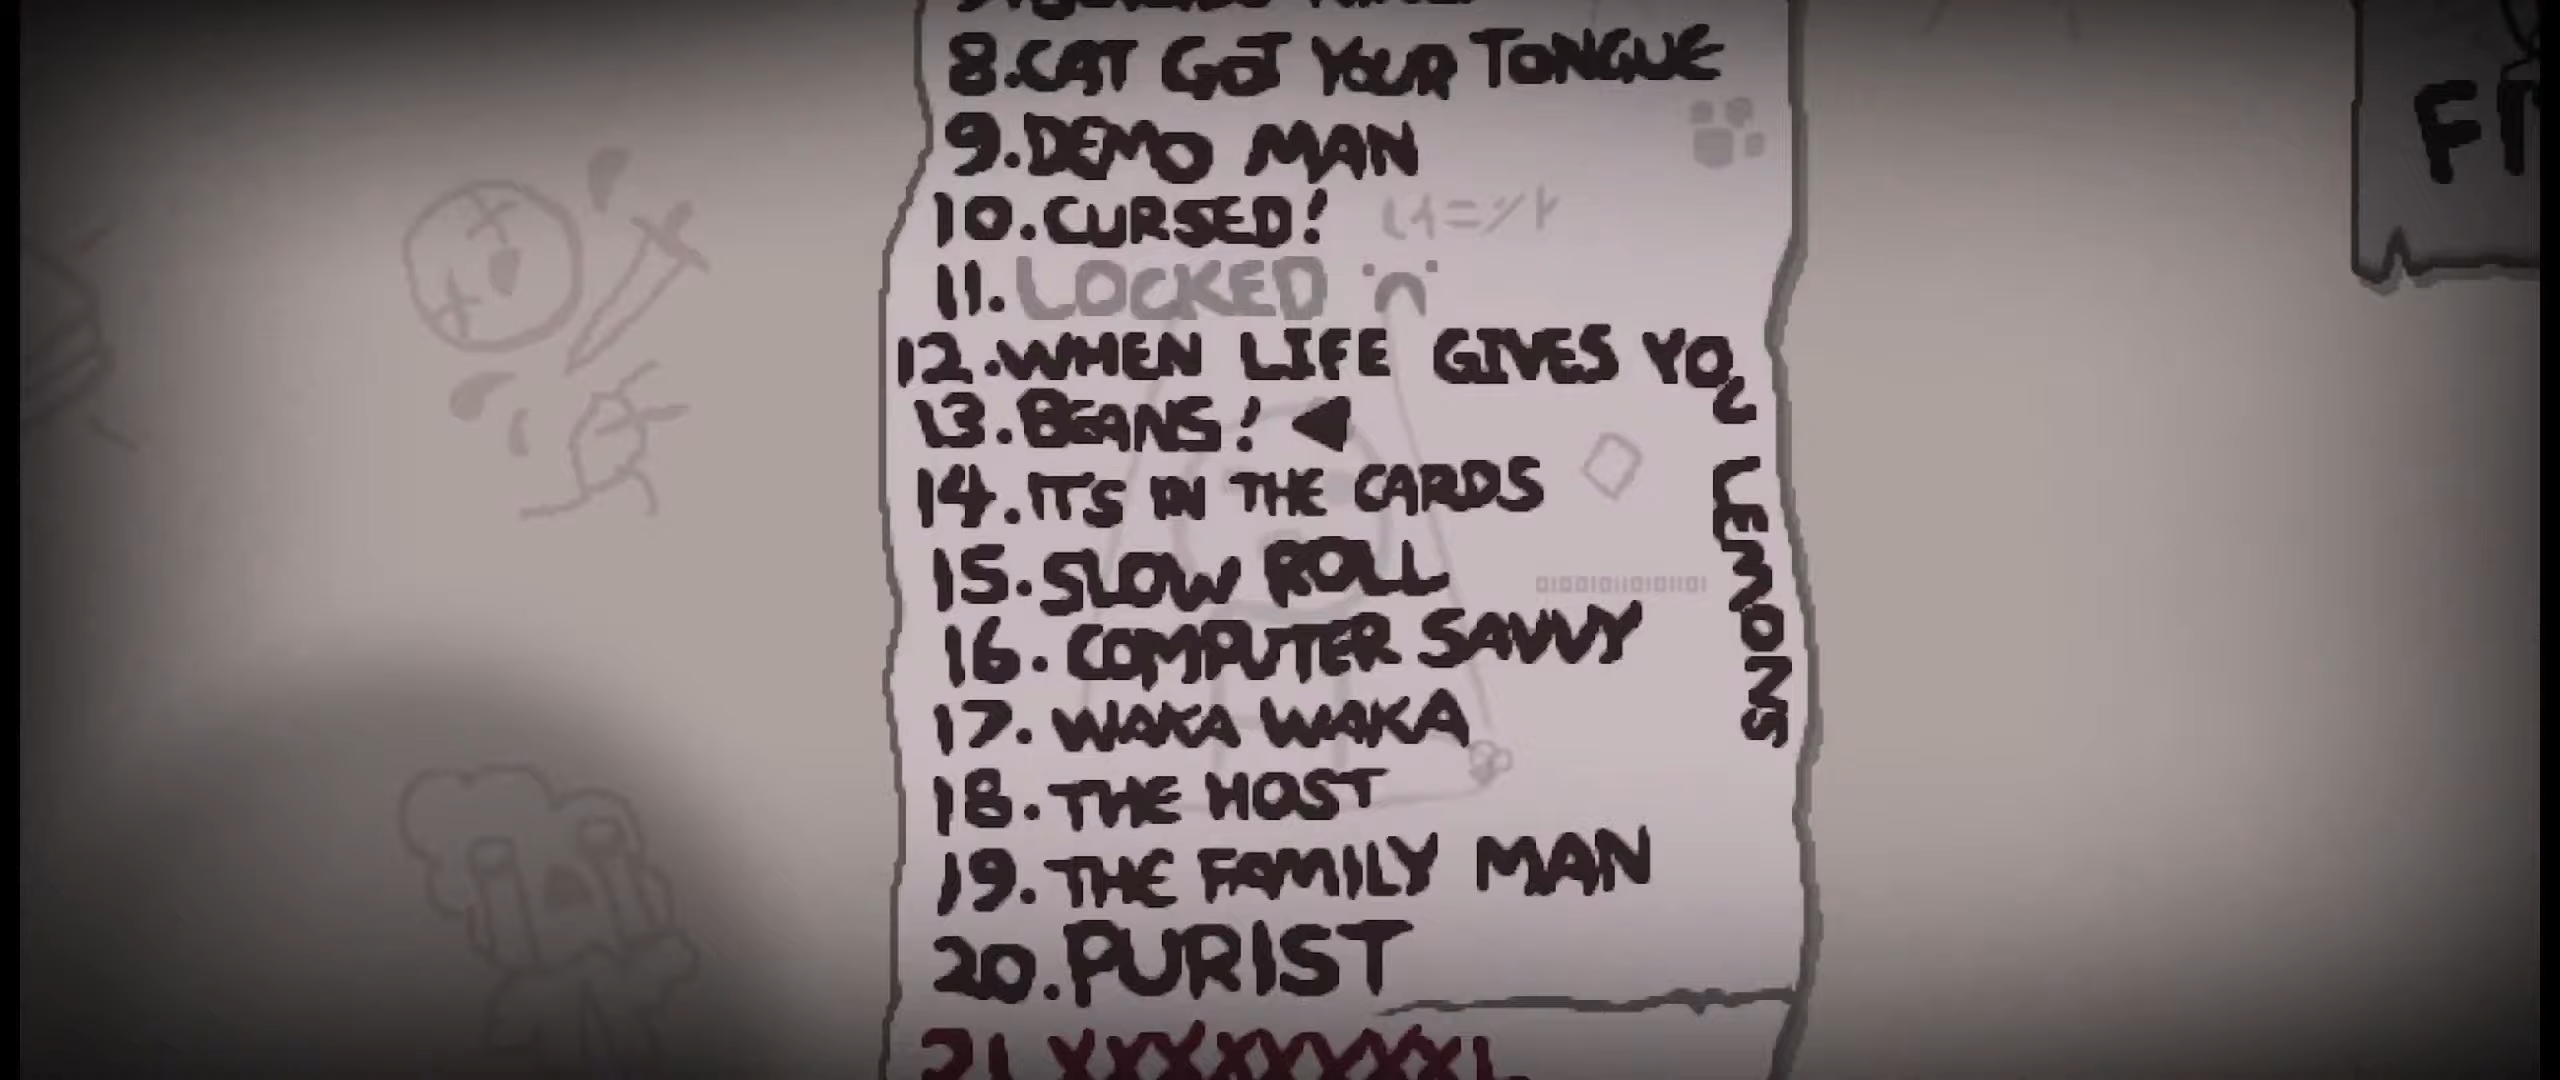 8.CAT GOT YOUR TONGUE
9.DEMO MAN
10.CURSED!
11.LOCKED
12.WHEN LIFE GIVES YOU LEMONS
13.BEANS!
14.IT'S IN THE CARDS
15.SLOW ROLL
16.COMPUTER SAVVY
17.WAKA WAKA
18.THE HOST
19.THE FAMILY MAN
20.PURIST